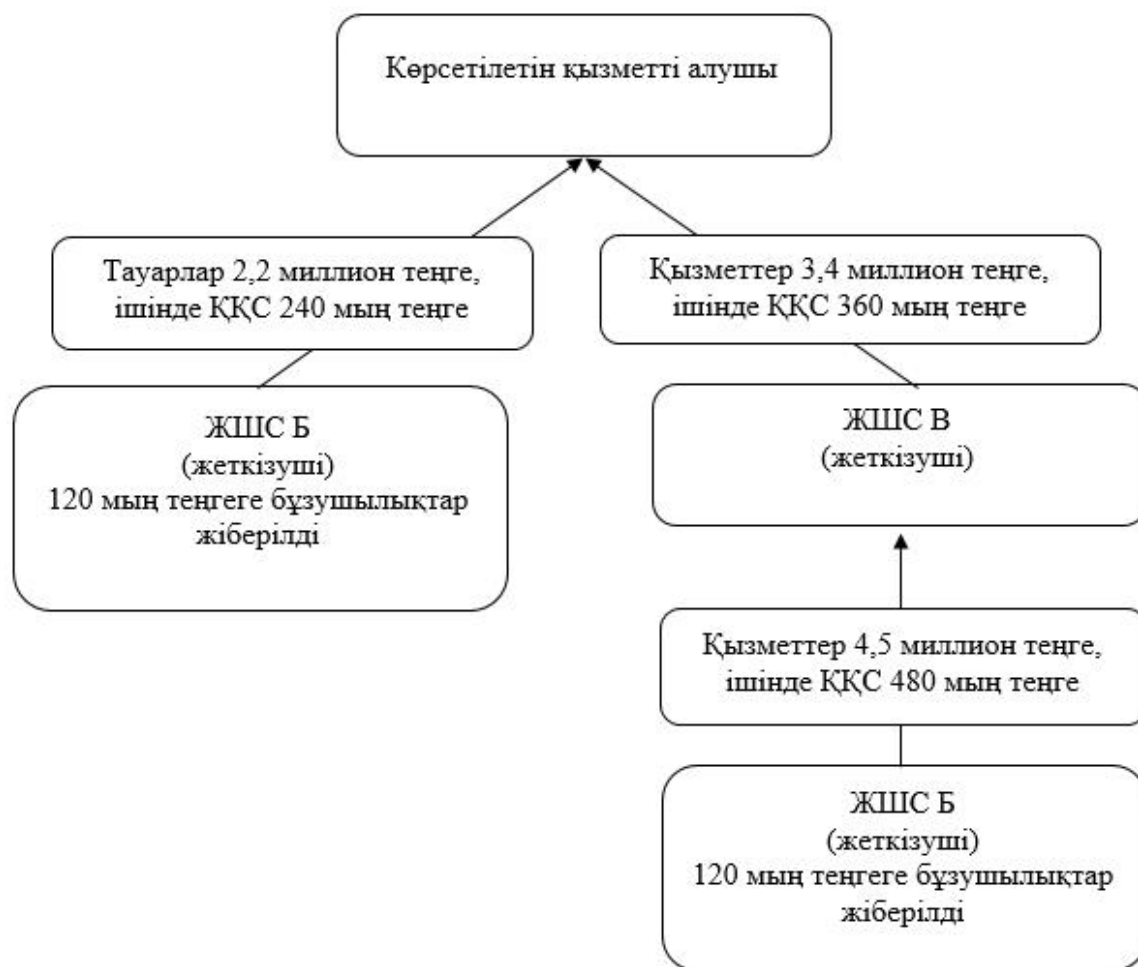 Көрсетілетін қызметті алушы
Тауарлар 2,2 миллион теңге,
ішінде ҚҚС 240 мың теңге
Қызметтер 3,4 миллион теңге,
ішінде ҚҚС 360 мың теңге
ЖШС Б
(жеткізуші)
120 мың теңгеге бұзушылықтар
жіберілді
ЖШС В
(жеткізуші)
Қызметтер 4,5 миллион теңге,
ішінде ҚҚС 480 мың теңге
ЖШС Б
(жеткізуші)
120 мың теңгеге бұзушылықтар
жіберілді